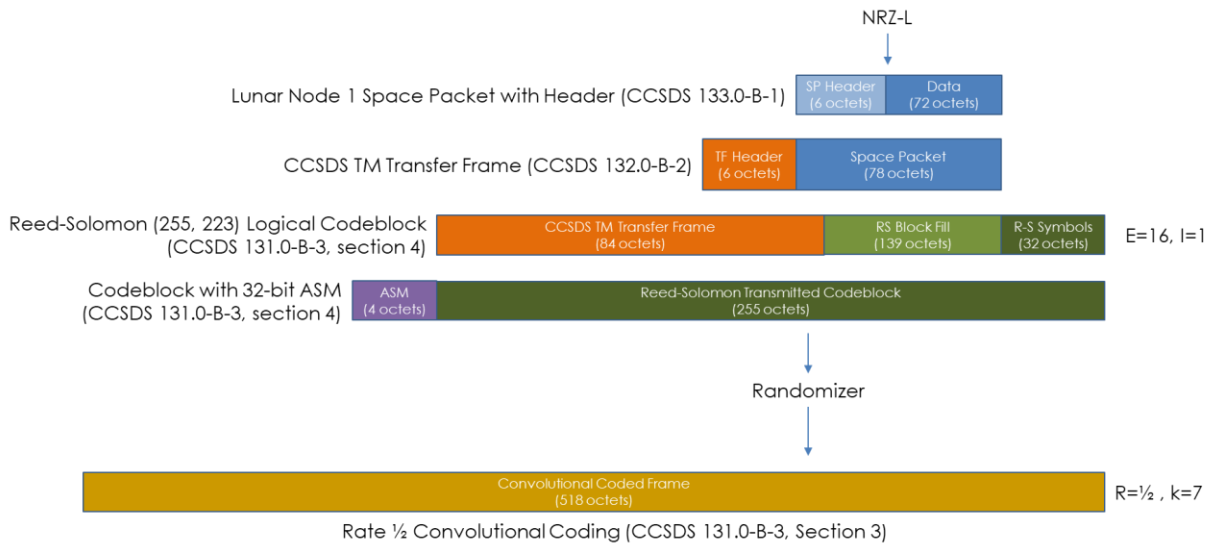 NRZ-L
Lunar Node 1 Space Packet with Header (CCSDS 133.0-B-1)
SP Header
(6 octets)
Data
(72 octets)
CCSDS TM Transfer Frame (CCSDS 132.0-B-2)
TF Header
(6 octets)
Space Packet
(78 octets)
Reed-Solomon (255, 223) Logical Codeblock
(CCSDS 131.0-B-3, section 4)
CCSDS TM Transfer Frame
(84 octets)
RS Block Fill
(139 octets)
R-S Symbols
(32 octets)
E=16, I=1
Codeblock with 32-bit ASM
(CCSDS 131.0-B-3, section 4)
ASM
(4 octets)
Reed-Solomon Transmitted Codeblock
(255 octets)
Randomizer
Convolutional Coded Frame
(518 octets)
R=½ , k=7
Rate ½ Convolutional Coding (CCSDS 131.0-B-3, Section 3)